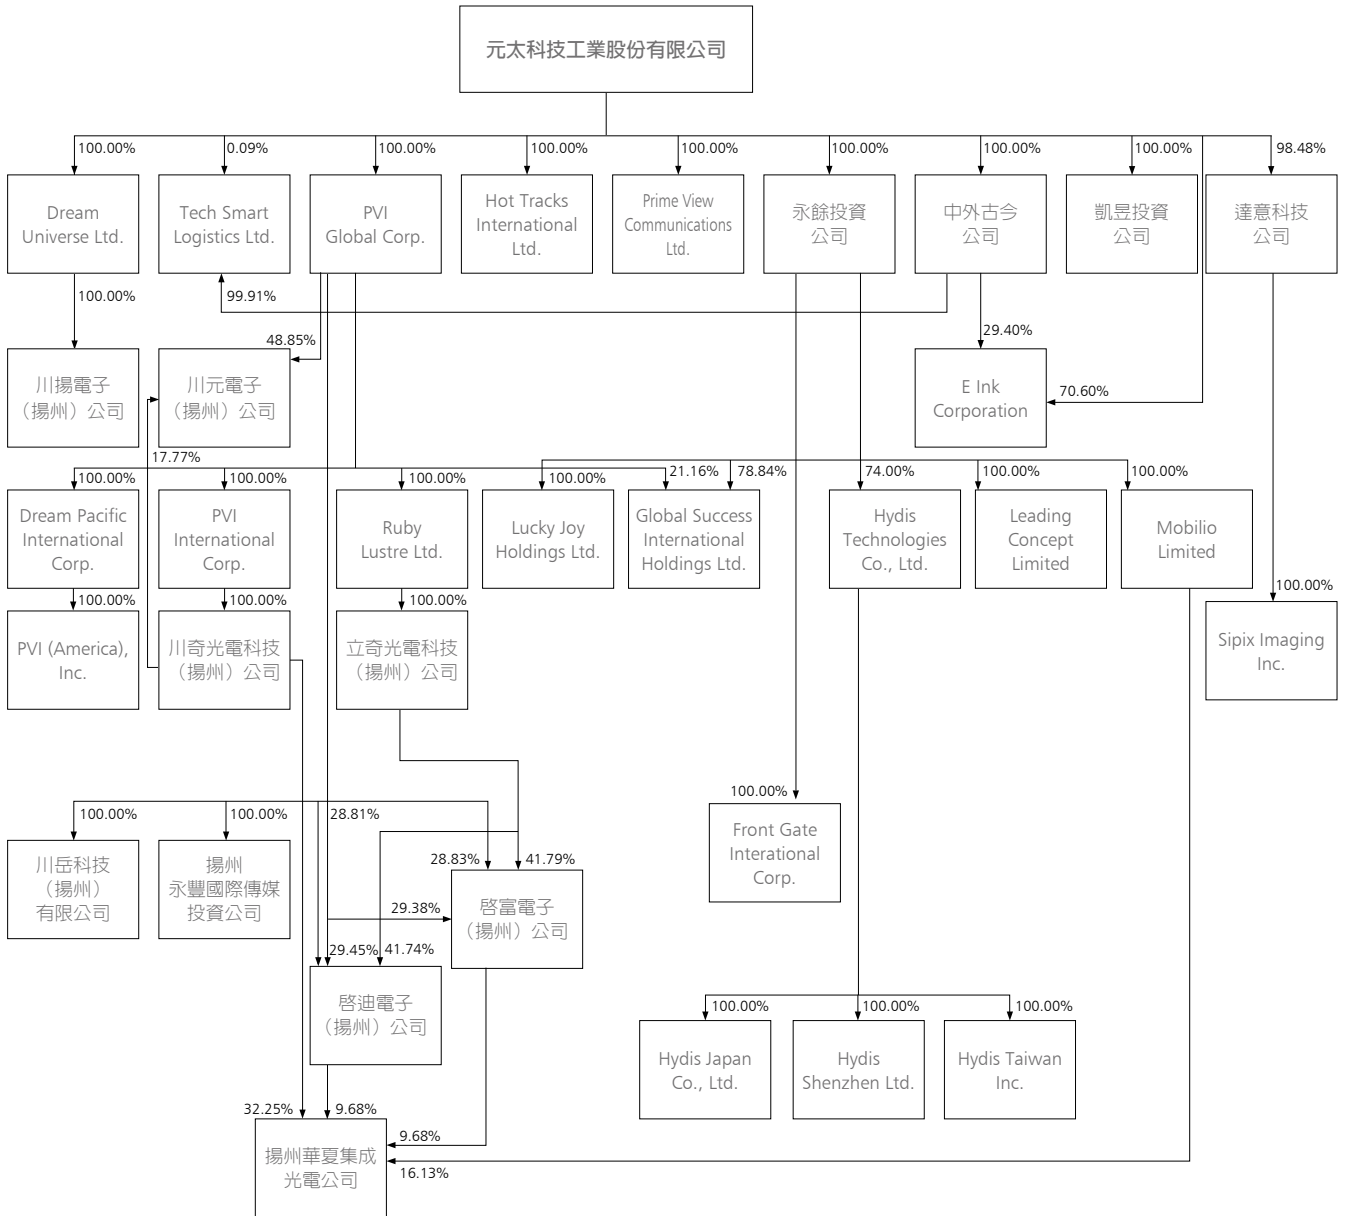 元太科技工業股份有限公司
100.00%
0.09%
100.00%
100.00%
100.00%
100.00%
100.00%
100.00%
98.48%
Dream
Universe Ltd.
Tech Smart
Logistics Ltd.
PVI
Global Corp.
Hot Tracks
International
Ltd.
Prime View
Communications
Ltd.
永餘投資
公司
中外古今
公司
凱昱投資
公司
達意科技
公司
100.00%
99.91%
48.85%
29.40%
70.60%
川揚電子
（揚州）公司
川元電子
（揚州）公司
E Ink
Corporation
17.77%
100.00%
100.00%
100.00%
100.00%
21.16%
78.84%
74.00%
100.00%
100.00%
Dream Pacific
International
Corp.
PVI
International
Corp.
Ruby
Lustre Ltd.
Lucky Joy
Holdings Ltd.
Global Success
International
Holdings Ltd.
Hydis
Technologies
Co., Ltd.
Leading
Concept
Limited
Mobilio
Limited
100.00%
100.00%
100.00%
100.00%
PVI (America),
Inc.
川奇光電科技
（揚州）公司
立奇光電科技
（揚州）公司
Sipix Imaging
Inc.
100.00%
100.00%
100.00%
28.81%
28.83%
41.79%
川岳科技
（揚州）
有限公司
揚州
永豐國際傳媒
投資公司
Front Gate
Interational
Corp.
29.38%
啓富電子
（揚州）公司
29.45%
41.74%
啓迪電子
（揚州）公司
100.00%
100.00%
100.00%
Hydis Japan
Co., Ltd.
Hydis
Shenzhen Ltd.
Hydis Taiwan
Inc.
32.25%
9.68%
9.68%
16.13%
揚州華夏集成
光電公司